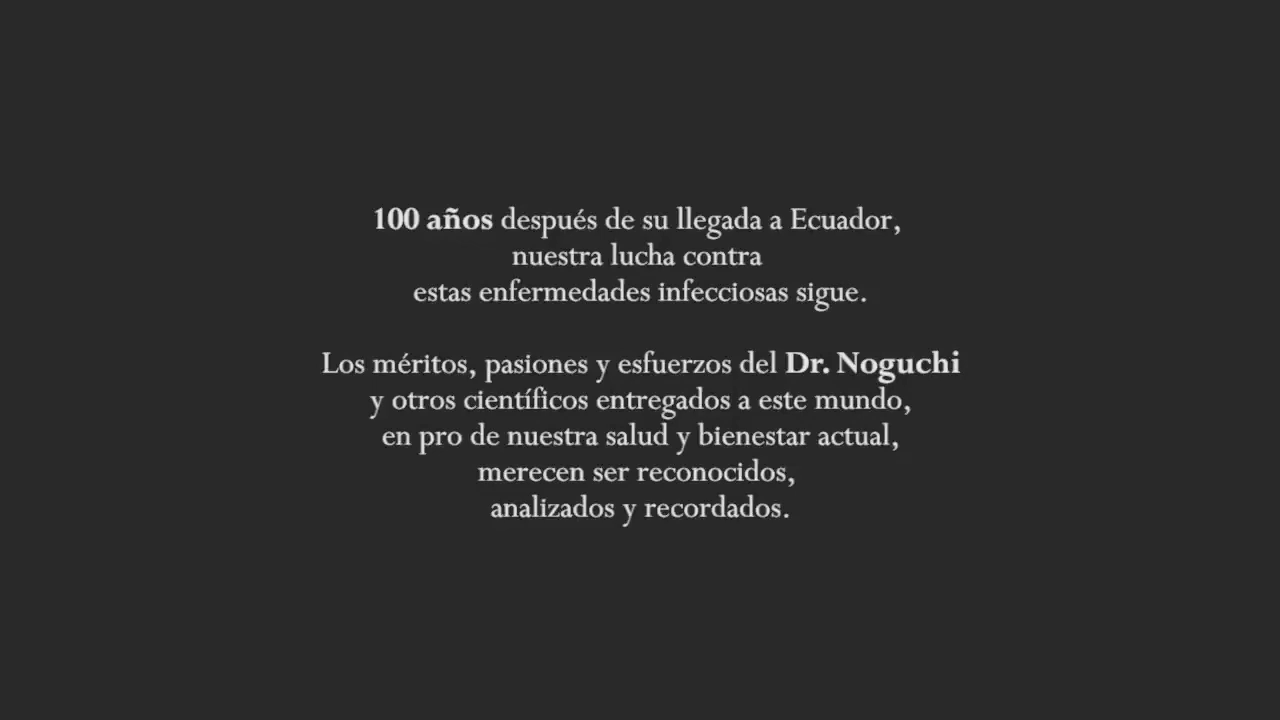 100 años después de su llegada a Ecuador,
nuestra lucha contra
estas enfermedades infecciosas sigue.
Los méritos, pasiones y esfuerzos del Dr. Noguchi
y otros científicos entregados a este mundo,
en pro de nuestra salud y bienestar actual,
merecen ser reconocidos,
analizados y recordados.